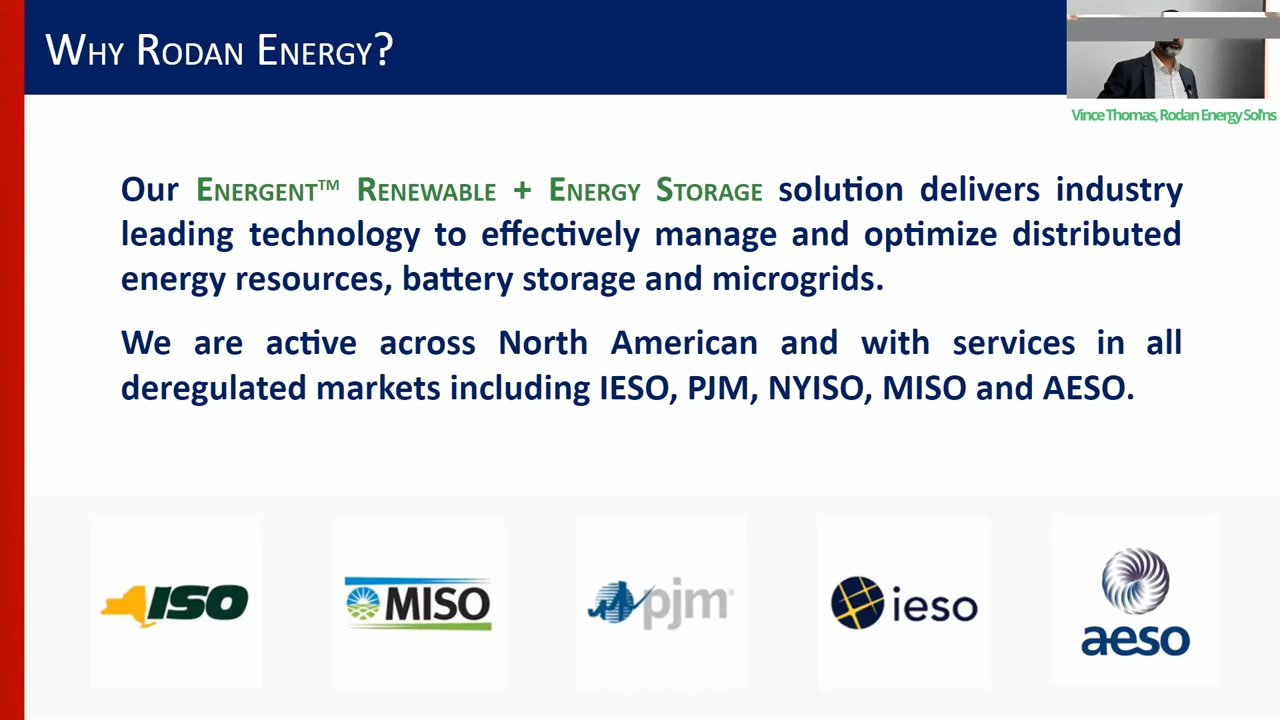 WHY RODAN ENERGY?
Vince Thomas, Rodan Energy Sol'ns
Our ENERGENT™ RENEWABLE + ENERGY STORAGE solution delivers industry
leading technology to effectively manage and optimize distributed
energy resources, battery storage and microgrids.
We are active across North American and with services in all
deregulated markets including IESO, PJM, NYISO, MISO and AESO.
ISO
MISO
pjm®
ieso
aeso